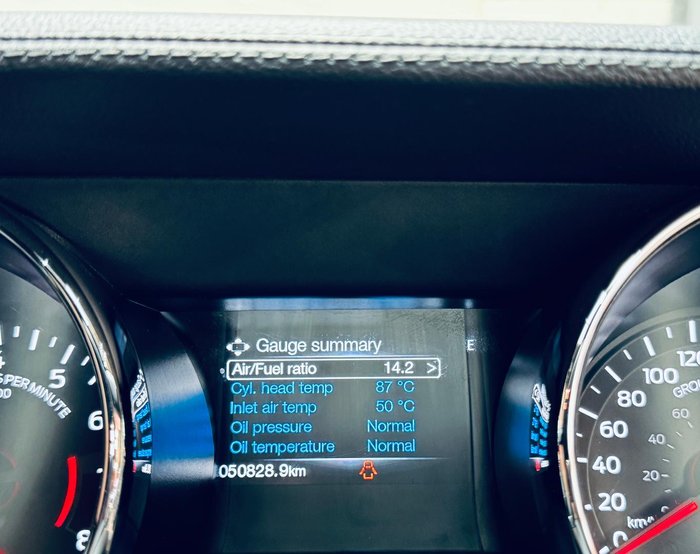 Gauge summary
Air/Fuel ratio 14.2 >
Cyl. head temp 87 °C
Inlet air temp 50 °C
Oil pressure Normal
Oil temperature Normal
050828.9km
E
5
6
8
PER MINUTE
120
100
80
60
40
20
0
60
40
20
km/h